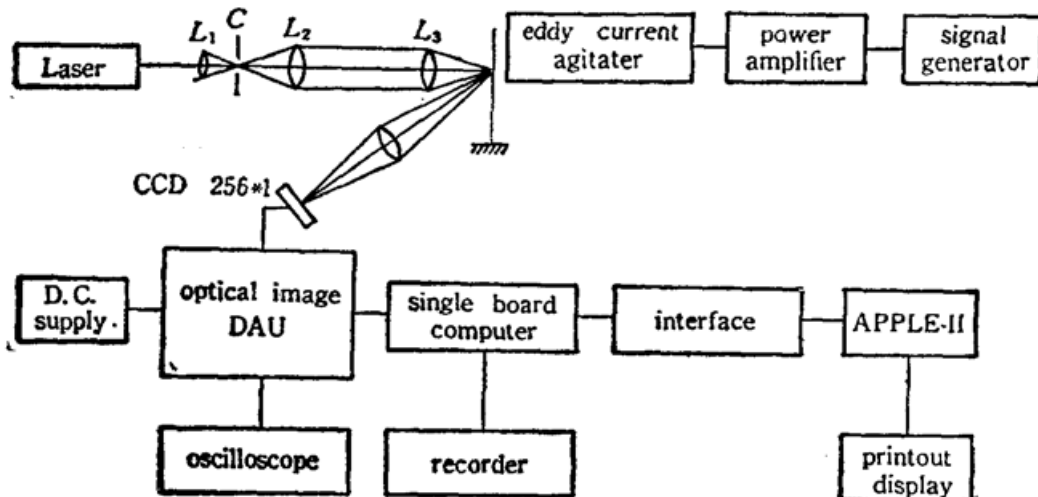 Laser
L1
C
L2
L3
eddy current
agitater
power
amplifier
signal
generator
CCD 256*1
D.C.
supply.
optical image
DAU
single board
computer
interface
APPLE-II
oscilloscope
recorder
printout
display